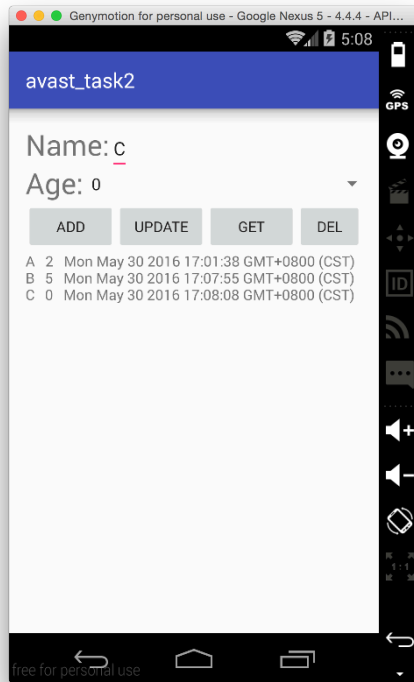 Genymotion for personal use - Google Nexus 5 - 4.4.4 - API...
5:08
avast_task2
GPS
Name: C
Age: 0
ADD UPDATE GET DEL
A 2 Mon May 30 2016 17:01:38 GMT+0800 (CST)
B 5 Mon May 30 2016 17:07:55 GMT+0800 (CST)
C 0 Mon May 30 2016 17:08:08 GMT+0800 (CST)
ID
1:1
free for personal use